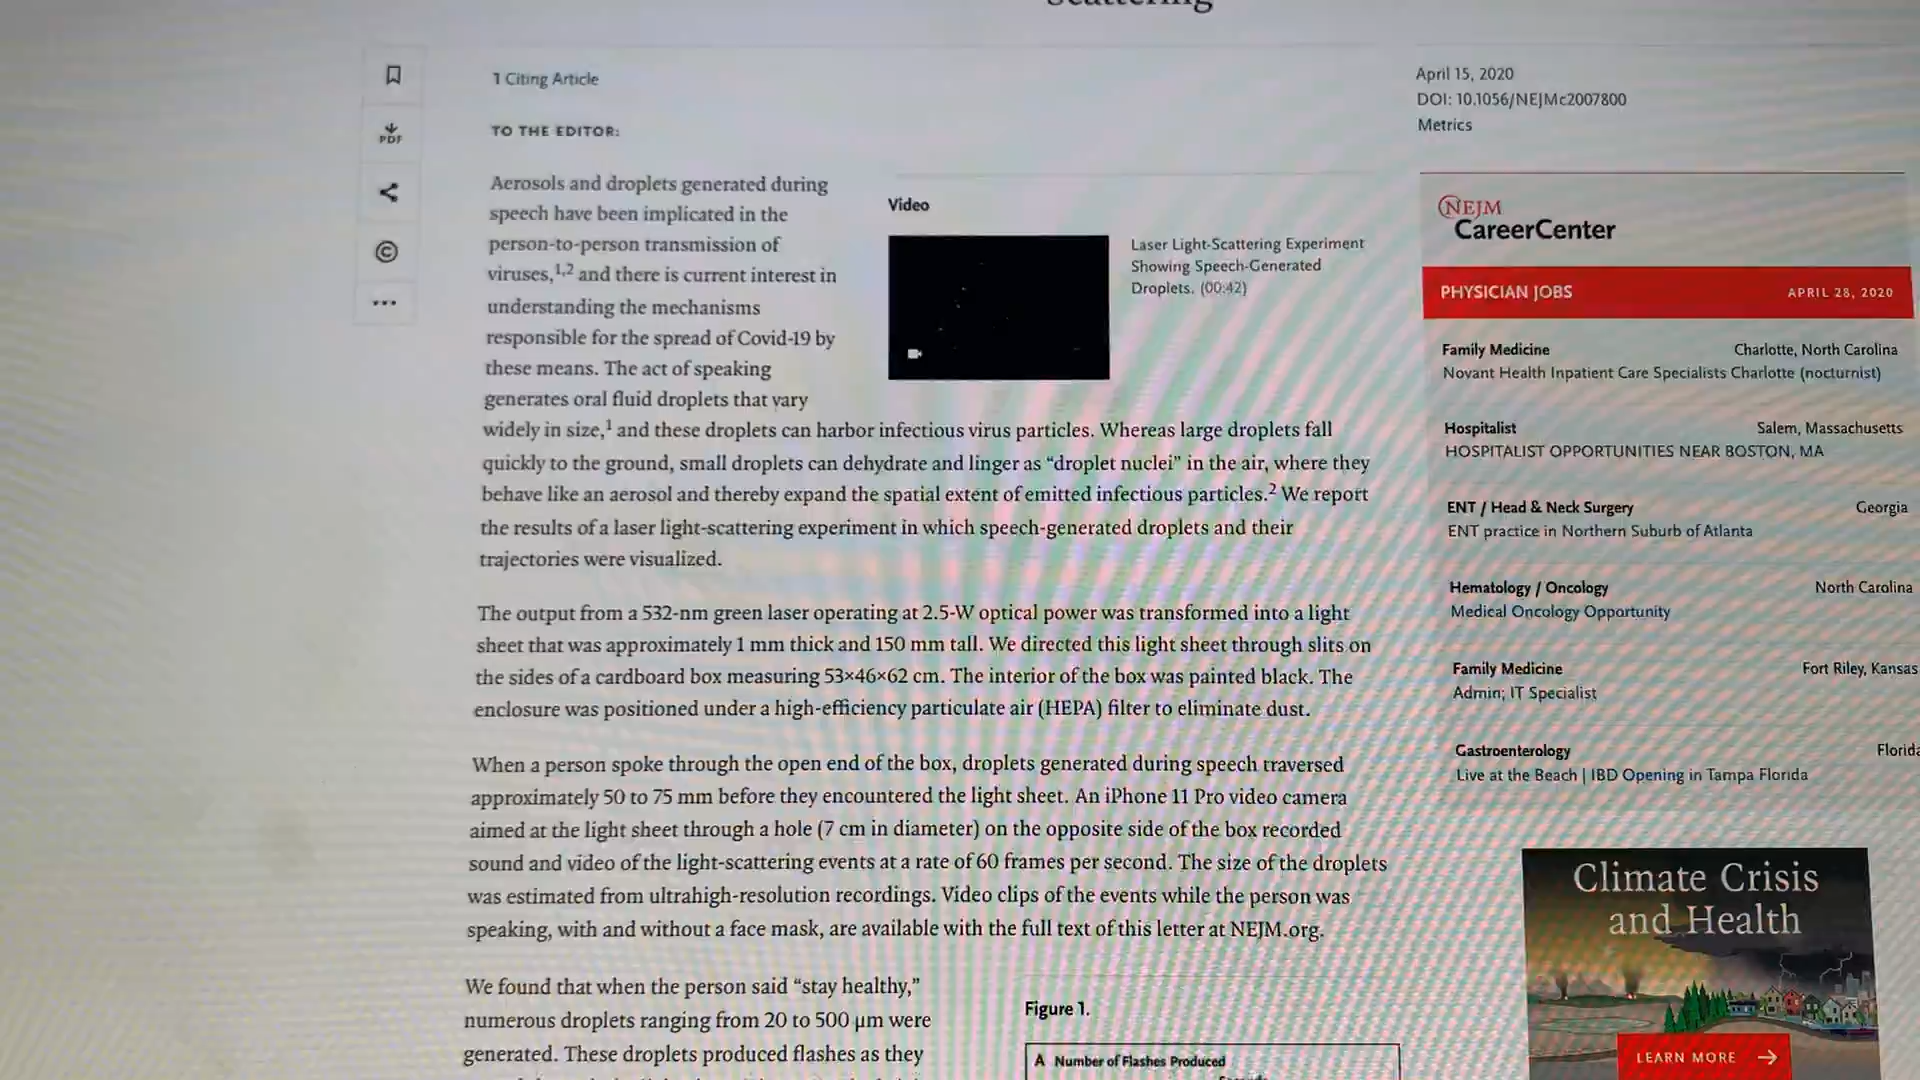 Scattering
1 Citing Article
TO THE EDITOR:
Aerosols and droplets generated during
speech have been implicated in the
person-to-person transmission of
viruses,1,2 and there is current interest in
understanding the mechanisms
responsible for the spread of Covid-19 by
these means. The act of speaking
generates oral fluid droplets that vary
widely in size,1 and these droplets can harbor infectious virus particles. Whereas large droplets fall
quickly to the ground, small droplets can dehydrate and linger as “droplet nuclei” in the air, where they
behave like an aerosol and thereby expand the spatial extent of emitted infectious particles.2 We report
the results of a laser light-scattering experiment in which speech-generated droplets and their
trajectories were visualized.
Video
Laser Light-Scattering Experiment
Showing Speech-Generated
Droplets. (00:42)
The output from a 532-nm green laser operating at 2.5-W optical power was transformed into a light
sheet that was approximately 1 mm thick and 150 mm tall. We directed this light sheet through slits on
the sides of a cardboard box measuring 53×46×62 cm. The interior of the box was painted black. The
enclosure was positioned under a high-efficiency particulate air (HEPA) filter to eliminate dust.
When a person spoke through the open end of the box, droplets generated during speech traversed
approximately 50 to 75 mm before they encountered the light sheet. An iPhone 11 Pro video camera
aimed at the light sheet through a hole (7 cm in diameter) on the opposite side of the box recorded
sound and video of the light-scattering events at a rate of 60 frames per second. The size of the droplets
was estimated from ultrahigh-resolution recordings. Video clips of the events while the person was
speaking, with and without a face mask, are available with the full text of this letter at NEJM.org.
We found that when the person said “stay healthy,”
numerous droplets ranging from 20 to 500 μm were
generated. These droplets produced flashes as they
Figure 1.
A Number of Flashes Produced
PDF
April 15, 2020
DOI: 10.1056/NEJMc2007800
Metrics
NEJM
CareerCenter
PHYSICIAN JOBS APRIL 28, 2020
Family Medicine Charlotte, North Carolina
Novant Health Inpatient Care Specialists Charlotte (nocturnist)
Hospitalist Salem, Massachusetts
HOSPITALIST OPPORTUNITIES NEAR BOSTON, MA
ENT / Head & Neck Surgery Georgia
ENT practice in Northern Suburb of Atlanta
Hematology / Oncology North Carolina
Medical Oncology Opportunity
Family Medicine Fort Riley, Kansas
Admin; IT Specialist
Gastroenterology Florida
Live at the Beach | IBD Opening in Tampa Florida
Climate Crisis
and Health
LEARN MORE